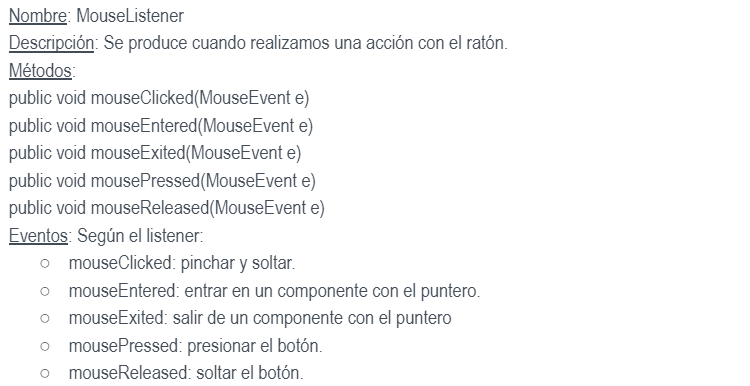 Nombre: MouseListener
Descripción: Se produce cuando realizamos una acción con el ratón.
Métodos:
public void mouseClicked(MouseEvent e)
public void mouseEntered(MouseEvent e)
public void mouseExited(MouseEvent e)
public void mousePressed(MouseEvent e)
public void mouseReleased(MouseEvent e)
Eventos: Según el listener:
○ mouseClicked: pinchar y soltar.
○ mouseEntered: entrar en un componente con el puntero.
○ mouseExited: salir de un componente con el puntero
○ mousePressed: presionar el botón.
○ mouseReleased: soltar el botón.